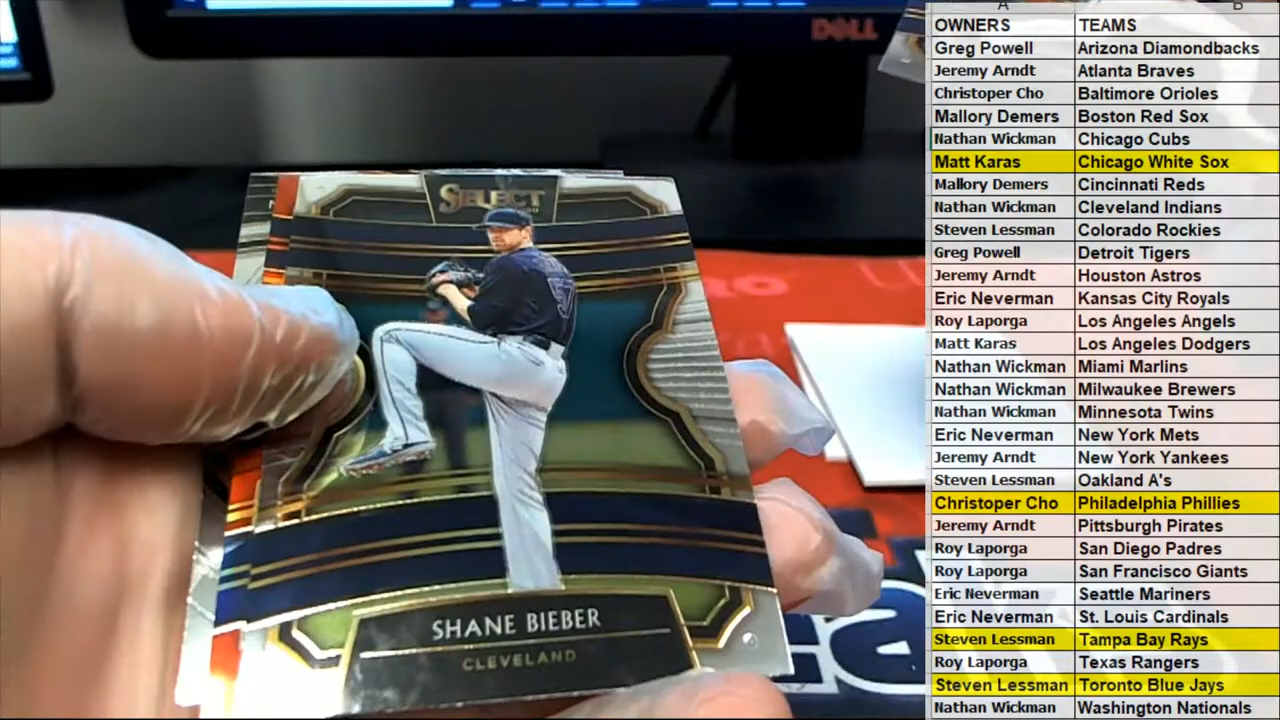 DELL
SELECT
57
SHANE BIEBER
CLEVELAND
A B
OWNERS TEAMS
Greg Powell Arizona Diamondbacks
Jeremy Arndt Atlanta Braves
Christoper Cho Baltimore Orioles
Mallory Demers Boston Red Sox
Nathan Wickman Chicago Cubs
Matt Karas Chicago White Sox
Mallory Demers Cincinnati Reds
Nathan Wickman Cleveland Indians
Steven Lessman Colorado Rockies
Greg Powell Detroit Tigers
Jeremy Arndt Houston Astros
Eric Neverman Kansas City Royals
Roy Laporga Los Angeles Angels
Matt Karas Los Angeles Dodgers
Nathan Wickman Miami Marlins
Nathan Wickman Milwaukee Brewers
Nathan Wickman Minnesota Twins
Eric Neverman New York Mets
Jeremy Arndt New York Yankees
Steven Lessman Oakland A's
Christoper Cho Philadelphia Phillies
Jeremy Arndt Pittsburgh Pirates
Roy Laporga San Diego Padres
Roy Laporga San Francisco Giants
Eric Neverman Seattle Mariners
Eric Neverman St. Louis Cardinals
Steven Lessman Tampa Bay Rays
Roy Laporga Texas Rangers
Steven Lessman Toronto Blue Jays
Nathan Wickman Washington Nationals